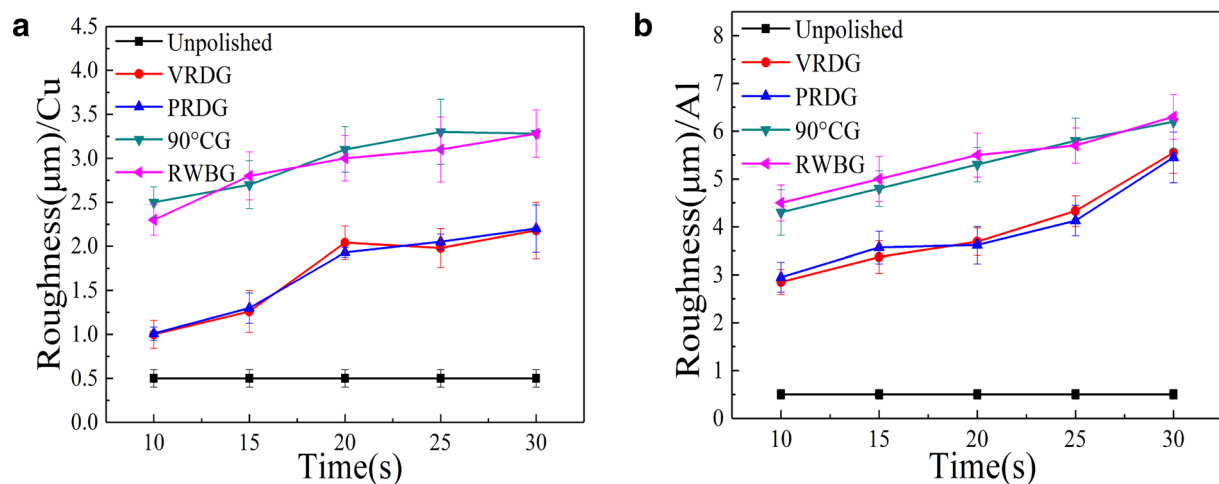 a
Roughness(μm)/Cu
4.5
4.0
3.5
3.0
2.5
2.0
1.5
1.0
0.5
0.0
Unpolished
VRDG
PRDG
90°CG
RWBG
10 15 20 25 30
Time(s)
b
Roughness(μm)/Al
8
7
6
5
4
3
2
1
0
Unpolished
VRDG
PRDG
90°CG
RWBG
10 15 20 25 30
Time(s)